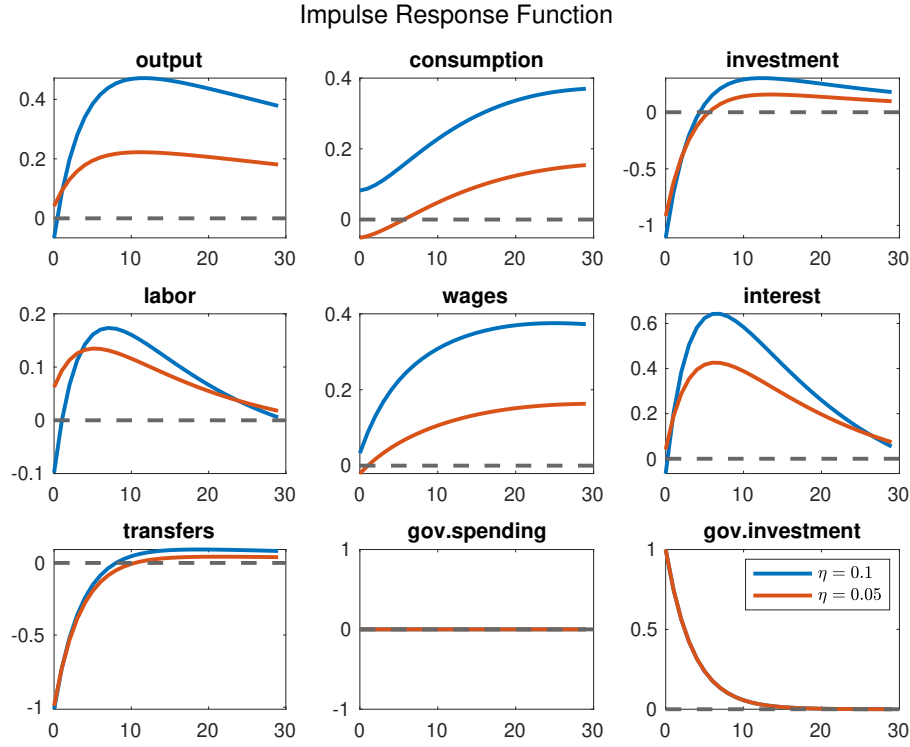 Impulse Response Function
output consumption investment
0.4
0.2
0
0 10 20 30
0.4
0.2
0
0 10 20 30
0
-0.5
-1
0 10 20 30
labor wages interest
0.2
0.1
0
-0.1
0 10 20 30
0.4
0.2
0
0 10 20 30
0.6
0.4
0.2
0
0 10 20 30
transfers gov.spending gov.investment
0
-0.5
-1
0 10 20 30
1
0
-1
0 10 20 30
1
0.5
0
0 10 20 30
η = 0.1
η = 0.05